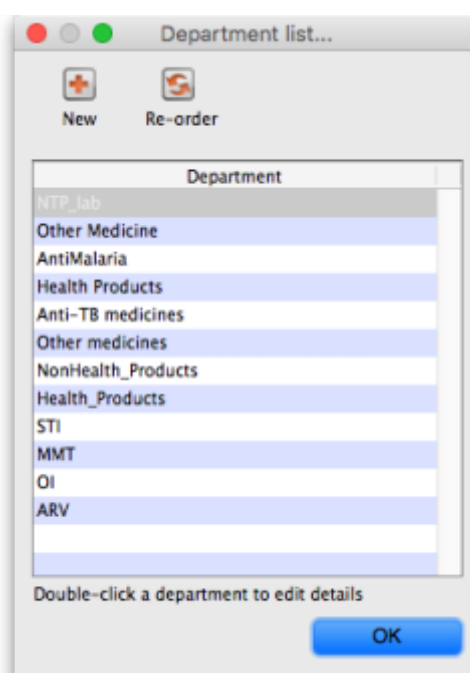 Department list...
New Re-order
Department
NTP_lab
Other Medicine
AntiMalaria
Health Products
Anti-TB medicines
Other medicines
NonHealth_Products
Health_Products
STI
MMT
OI
ARV
Double-click a department to edit details
OK